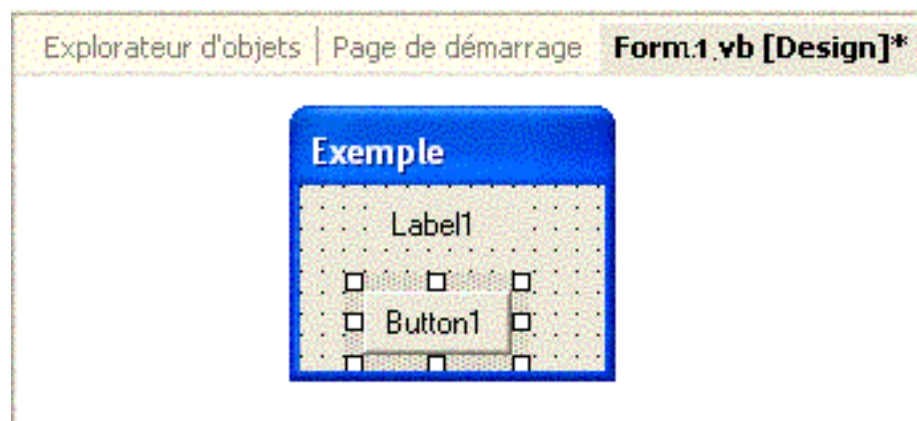 Explorateur d'objets | Page de démarrage Form1.vb [Design]*
Exemple
Label1
Button1